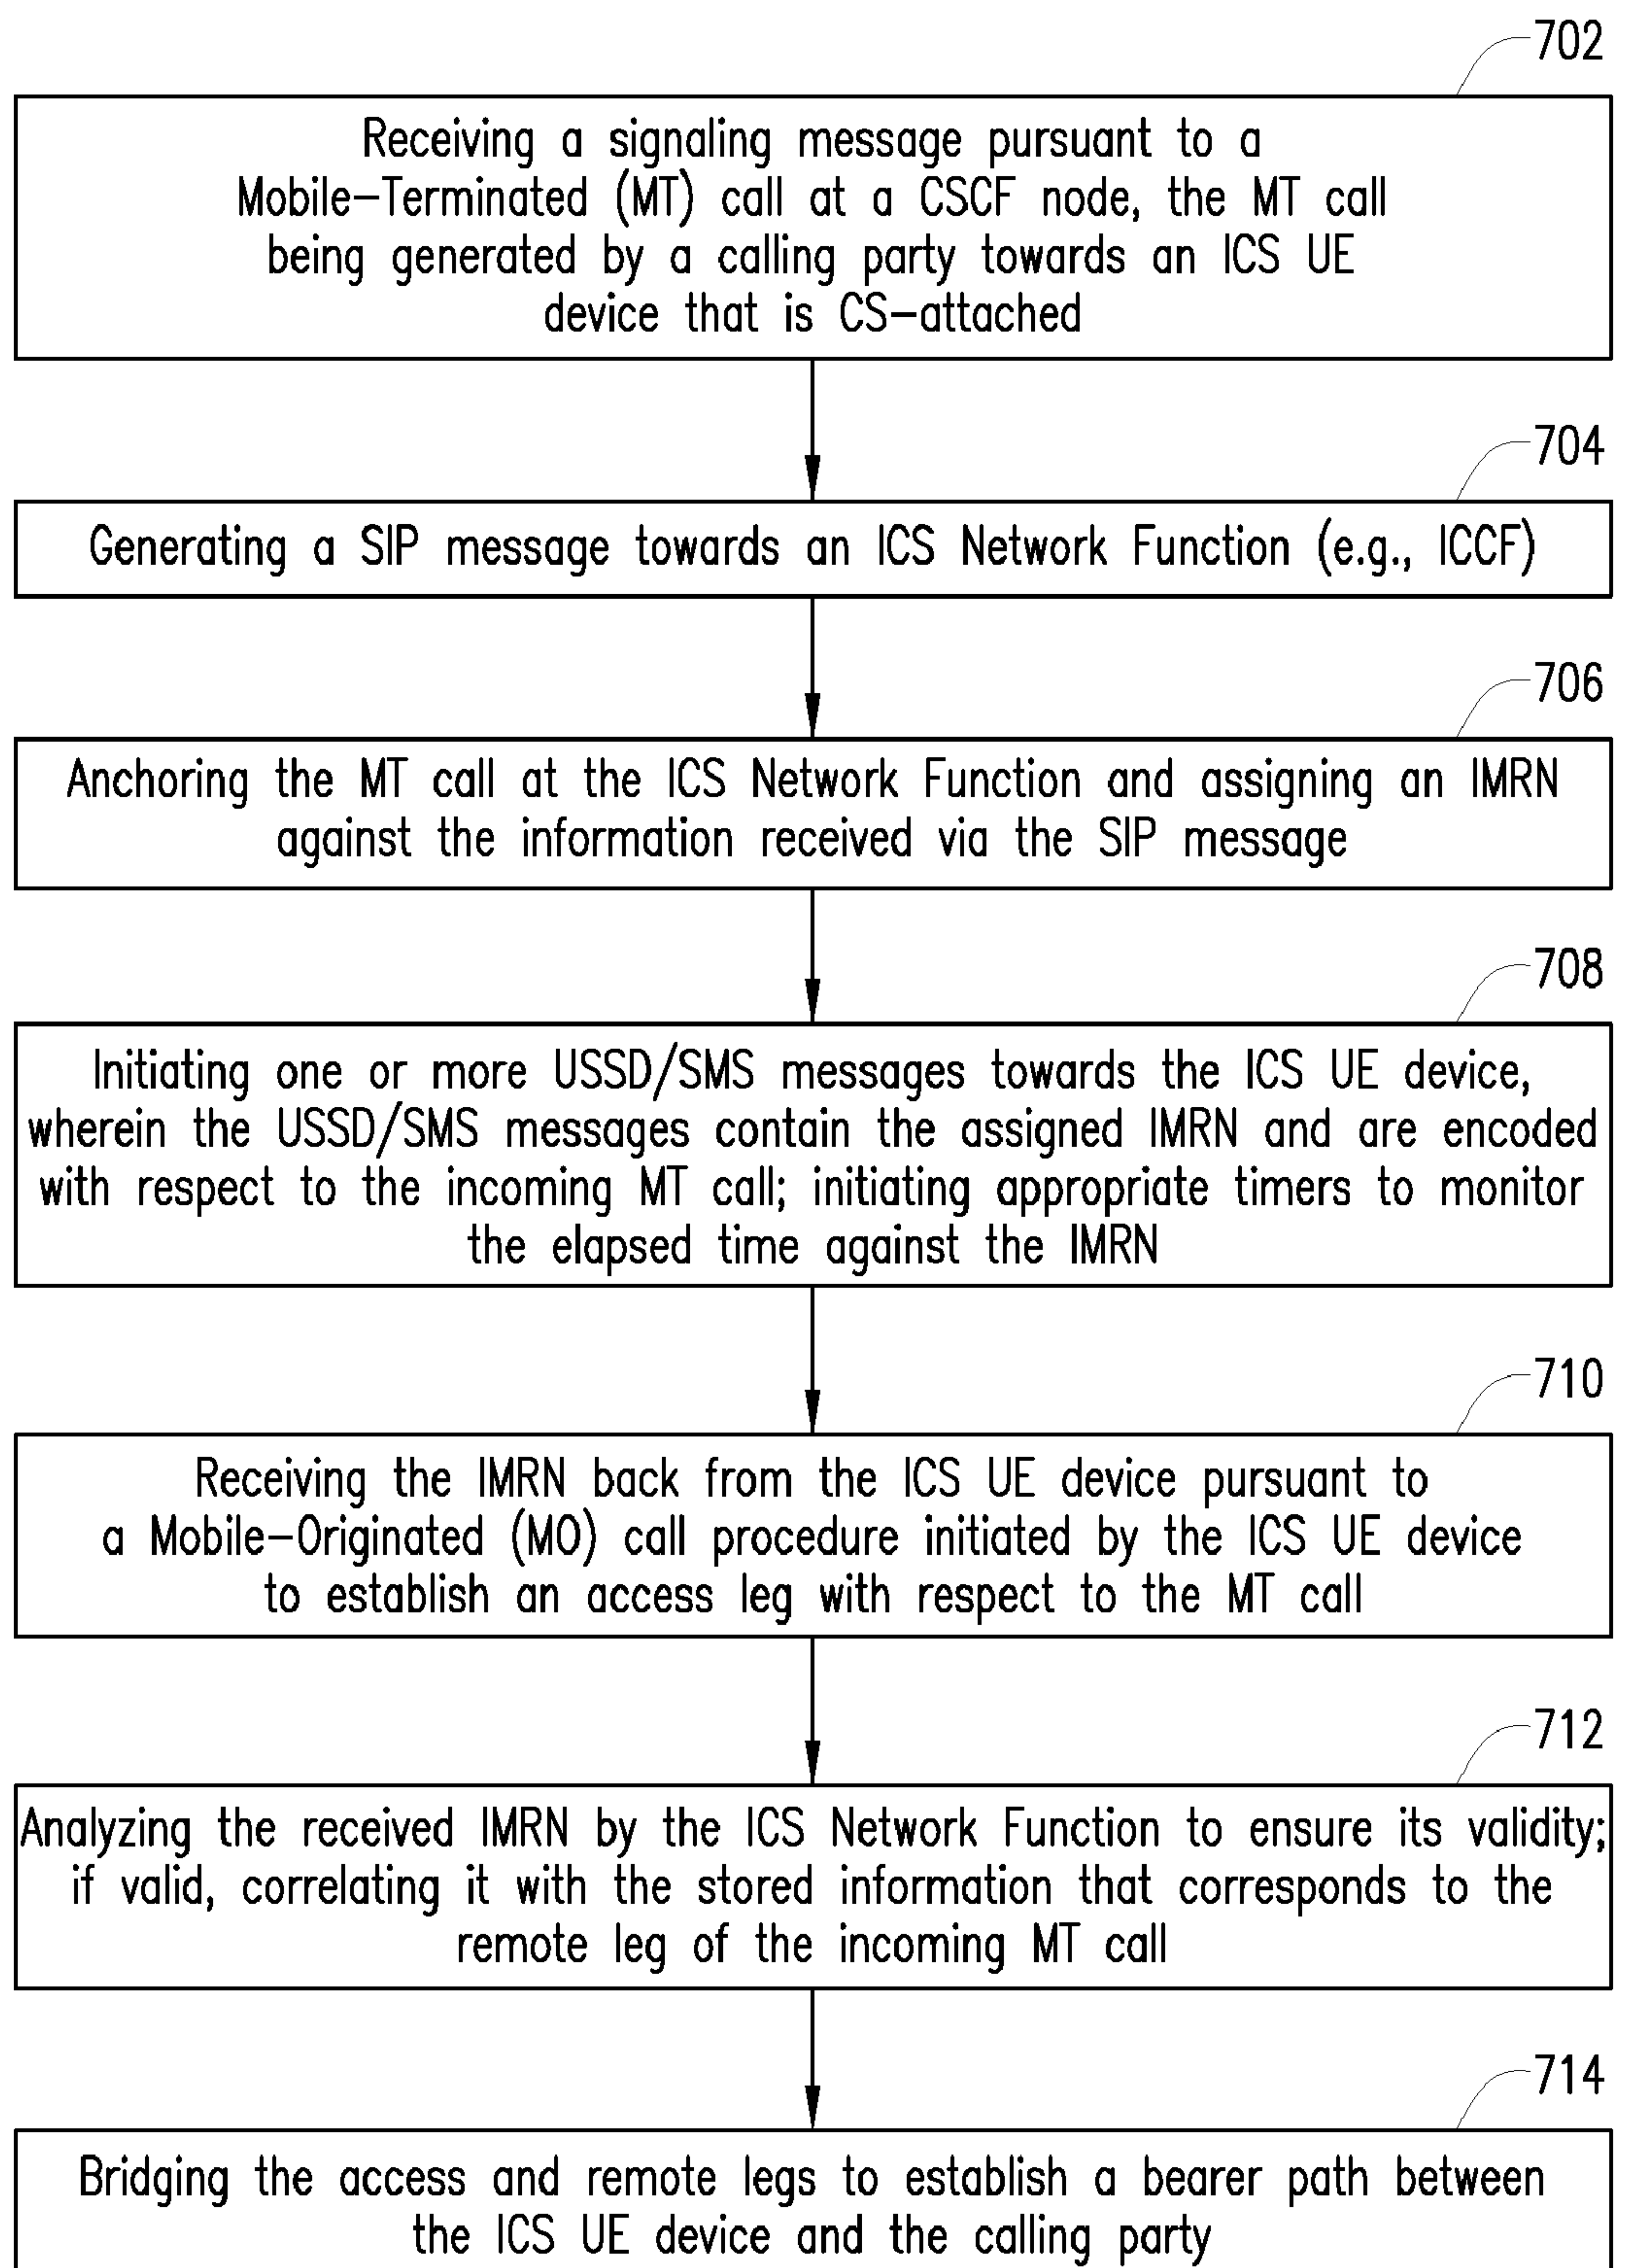 702
Receiving a signaling message pursuant to a
Mobile-Terminated (MT) call at a CSCF node, the MT call
being generated by a calling party towards an ICS UE
device that is CS-attached
704
Generating a SIP message towards an ICS Network Function (e.g., ICCF)
706
Anchoring the MT call at the ICS Network Function and assigning an IMRN
against the information received via the SIP message
708
Initiating one or more USSD/SMS messages towards the ICS UE device,
wherein the USSD/SMS messages contain the assigned IMRN and are encoded
with respect to the incoming MT call; initiating appropriate timers to monitor
the elapsed time against the IMRN
710
Receiving the IMRN back from the ICS UE device pursuant to
a Mobile-Originated (MO) call procedure initiated by the ICS UE device
to establish an access leg with respect to the MT call
712
Analyzing the received IMRN by the ICS Network Function to ensure its validity;
if valid, correlating it with the stored information that corresponds to the
remote leg of the incoming MT call
714
Bridging the access and remote legs to establish a bearer path between
the ICS UE device and the calling party